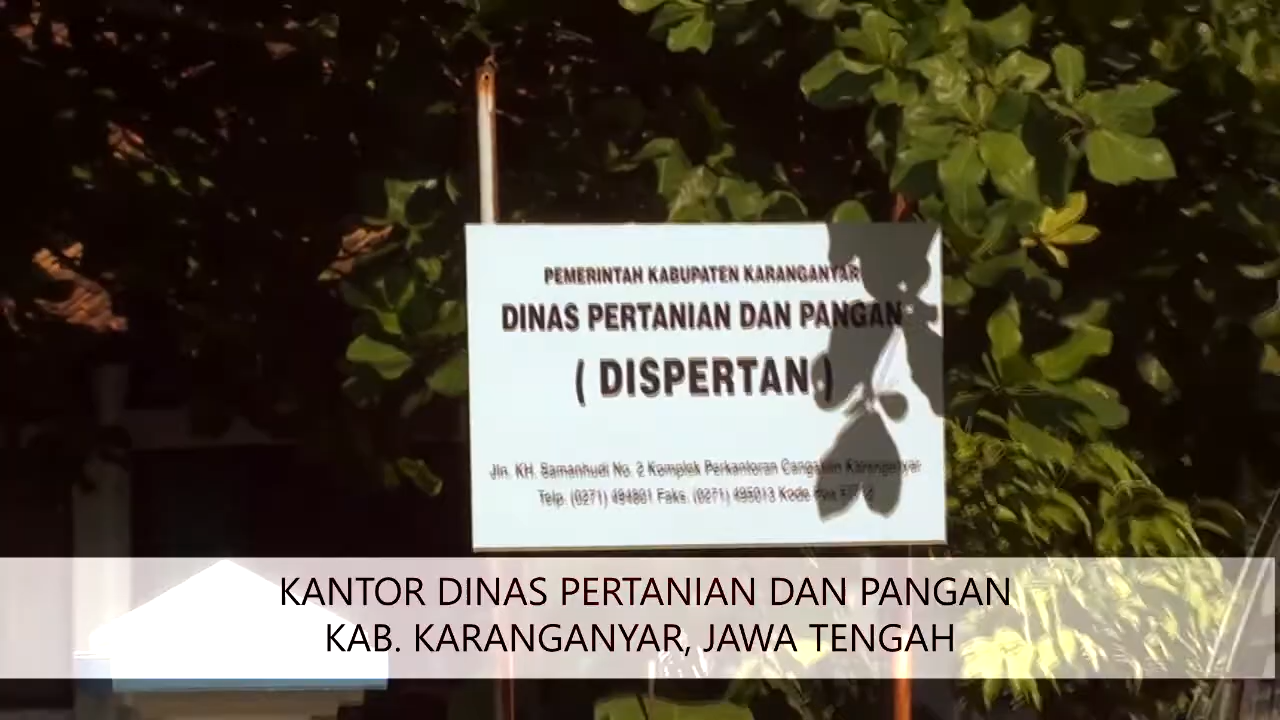 PEMERINTAH KABUPATEN KARANGANYAR
DINAS PERTANIAN DAN PANGAN
( DISPERTAN )
Jln. KH. Samanhudi No. 2 Komplek Perkantoran Cangakan Karanganyar
Telp. (0271) 494801 Faks. (0271) 495013 Kode Pos
KANTOR DINAS PERTANIAN DAN PANGAN
KAB. KARANGANYAR, JAWA TENGAH